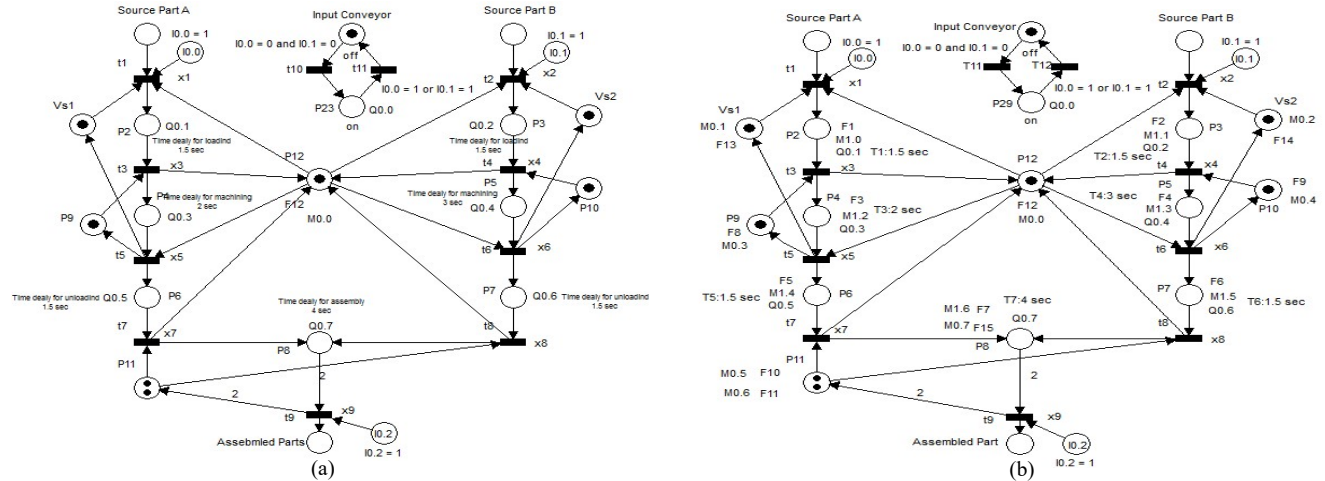 Source Part A
Input Conveyor
Source Part B
I0.0 = 1
I0.0
I0.0 = 0 and I0.1 = 0
off
I0.1 = 1
I0.1
t1
x1
t10
t11
t2
x2
I0.0 = 1 or I0.1 = 1
P23
Q0.0
on
Vs1
Vs2
P2
Q0.1
Time dealy for loadind
1.5 sec
Q0.2
P3
Time dealy for loadind
1.5 sec
t3
x3
P12
t4
x4
P4
Time dealy for machining
2 sec
P5
Time dealy for machining
3 sec
P9
Q0.3
F12
M0.0
Q0.4
P10
t5
x5
t6
x6
Time dealy for unloadind
1.5 sec
Q0.5
P6
Time dealy for assembly
4 sec
P7
Q0.6
Time dealy for unloadind
1.5 sec
t7
x7
Q0.7
P8
t8
x8
P11
2
2
t9
x9
I0.2
I0.2 = 1
Assebmled Parts
(a)
Source Part A
Input Conveyor
Source Part B
I0.0 = 1
I0.0
I0.0 = 0 and I0.1 = 0
off
I0.1 = 1
I0.1
t1
x1
T11
T12
t2
x2
I0.0 = 1 or I0.1 = 1
P29
Q0.0
on
Vs1
M0.1
F13
Vs2
M0.2
F14
P2
F1
M1.0
Q0.1
T1:1.5 sec
F2
M1.1
Q0.2
P3
T2:1.5 sec
t3
x3
P12
t4
x4
P4
F3
M1.2
Q0.3
T3:2 sec
T4:3 sec
P5
F4
M1.3
Q0.4
P9
F8
M0.3
F12
M0.0
F9
P10
M0.4
t5
x5
t6
x6
T5:1.5 sec
F5
M1.4
Q0.5
P6
T7:4 sec
M1.6 F7
Q0.7
M0.7 F15
P8
P7
F6
M1.5
Q0.6
T6:1.5 sec
t7
x7
t8
x8
P11
M0.5 F10
M0.6 F11
2
2
t9
x9
I0.2
I0.2 = 1
Assembled Part
(b)